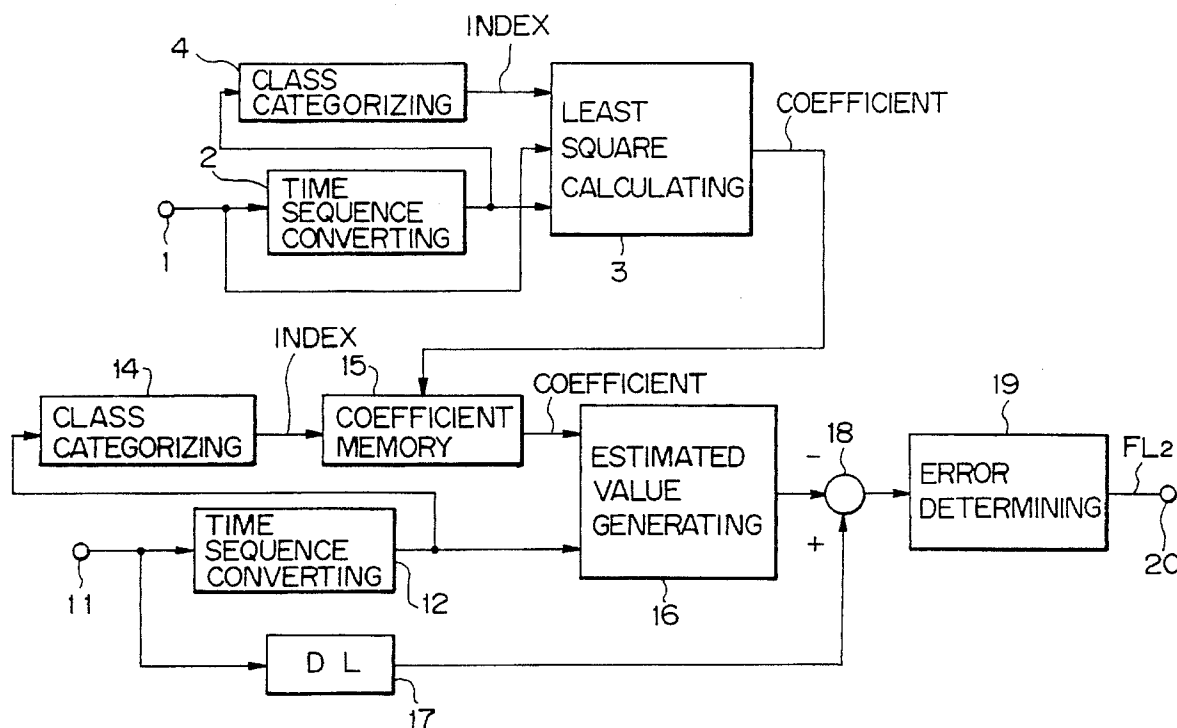 INDEX
4
CLASS
CATEGORIZING
LEAST
SQUARE
CALCULATING
COEFFICIENT
2
TIME
SEQUENCE
CONVERTING
1
3
INDEX
14
CLASS
CATEGORIZING
15
COEFFICIENT
MEMORY
COEFFICIENT
ESTIMATED
VALUE
GENERATING
-
18
+
19
ERROR
DETERMINING
FL2
20
TIME
SEQUENCE
CONVERTING
11
12
16
D L
17